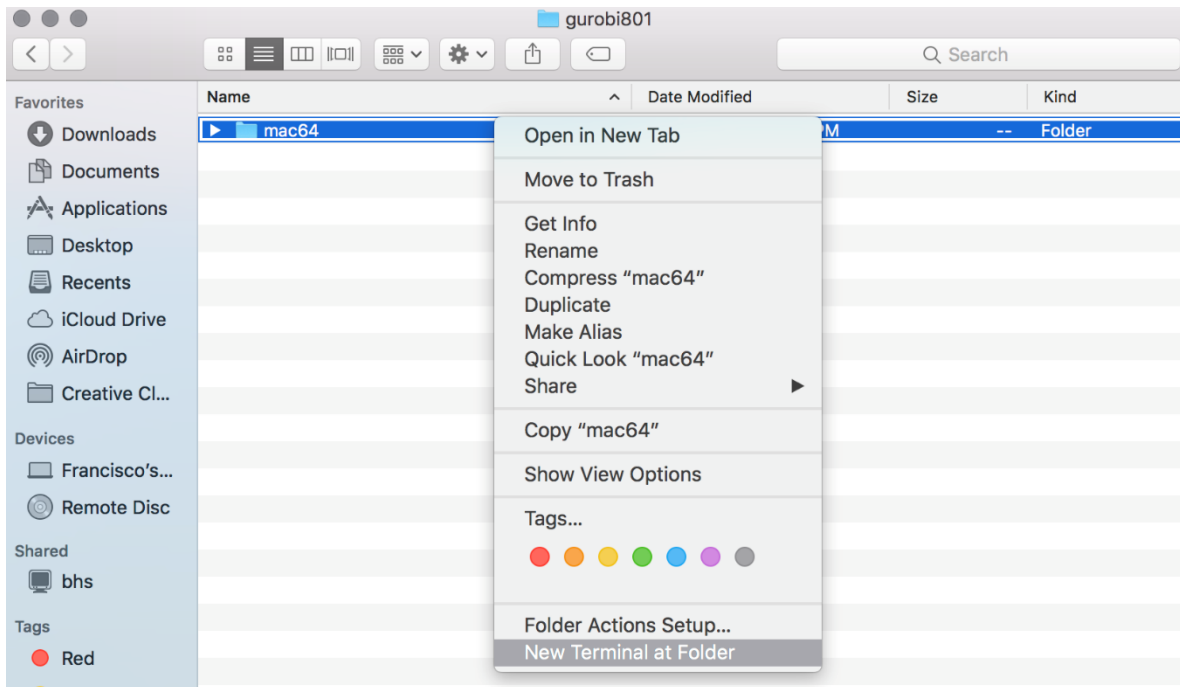 gurobi801
Search
Favorites
Downloads
Documents
Applications
Desktop
Recents
iCloud Drive
AirDrop
Creative Cl...
Devices
Francisco's...
Remote Disc
Shared
bhs
Tags
Red
Name Date Modified Size Kind
mac64 PM -- Folder
Open in New Tab
Move to Trash
Get Info
Rename
Compress “mac64”
Duplicate
Make Alias
Quick Look “mac64”
Share
Copy “mac64”
Show View Options
Tags...
Folder Actions Setup...
New Terminal at Folder